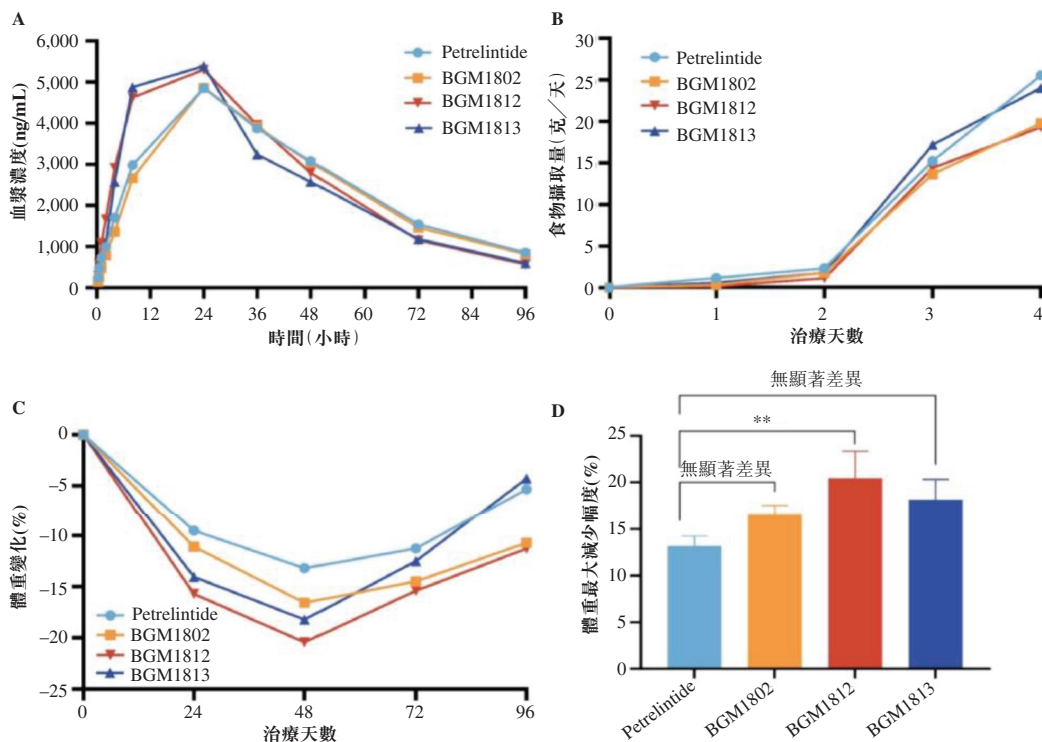 A
6,000
5,000
4,000
3,000
2,000
1,000
0
血漿濃度(ng/mL)
Petrelintide
BGM1802
BGM1812
BGM1813
0 12 24 36 48 60 72 84 96
時間(小時)
B
30
25
20
15
10
5
0
食物攝取量(克／天)
Petrelintide
BGM1802
BGM1812
BGM1813
0 1 2 3 4
治療天數
C
0
–5
–10
–15
–20
–25
體重變化(%)
Petrelintide
BGM1802
BGM1812
BGM1813
0 24 48 72 96
治療天數
D
無顯著差異
**
無顯著差異
25
20
15
10
5
0
體重最大減少幅度(%)
Petrelintide
BGM1802
BGM1812
BGM1813